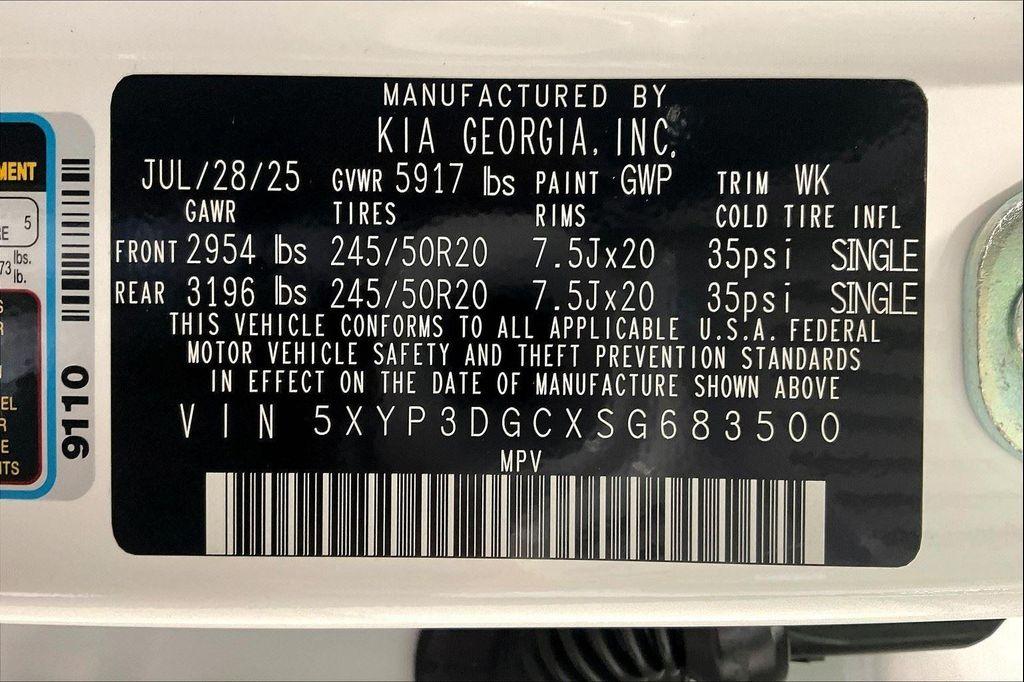 MANUFACTURED BY
KIA GEORGIA, INC.
JUL/28/25 GVWR 5917 lbs PAINT GWP TRIM WK
GAWR TIRES RIMS COLD TIRE INFL
FRONT 2954 lbs 245/50R20 7.5Jx20 35psi SINGLE
REAR 3196 lbs 245/50R20 7.5Jx20 35psi SINGLE
THIS VEHICLE CONFORMS TO ALL APPLICABLE U.S.A. FEDERAL
MOTOR VEHICLE SAFETY AND THEFT PREVENTION STANDARDS
IN EFFECT ON THE DATE OF MANUFACTURE SHOWN ABOVE
VIN 5XYP3DGCXSG683500
MPV
9110
5
lbs.
lb.